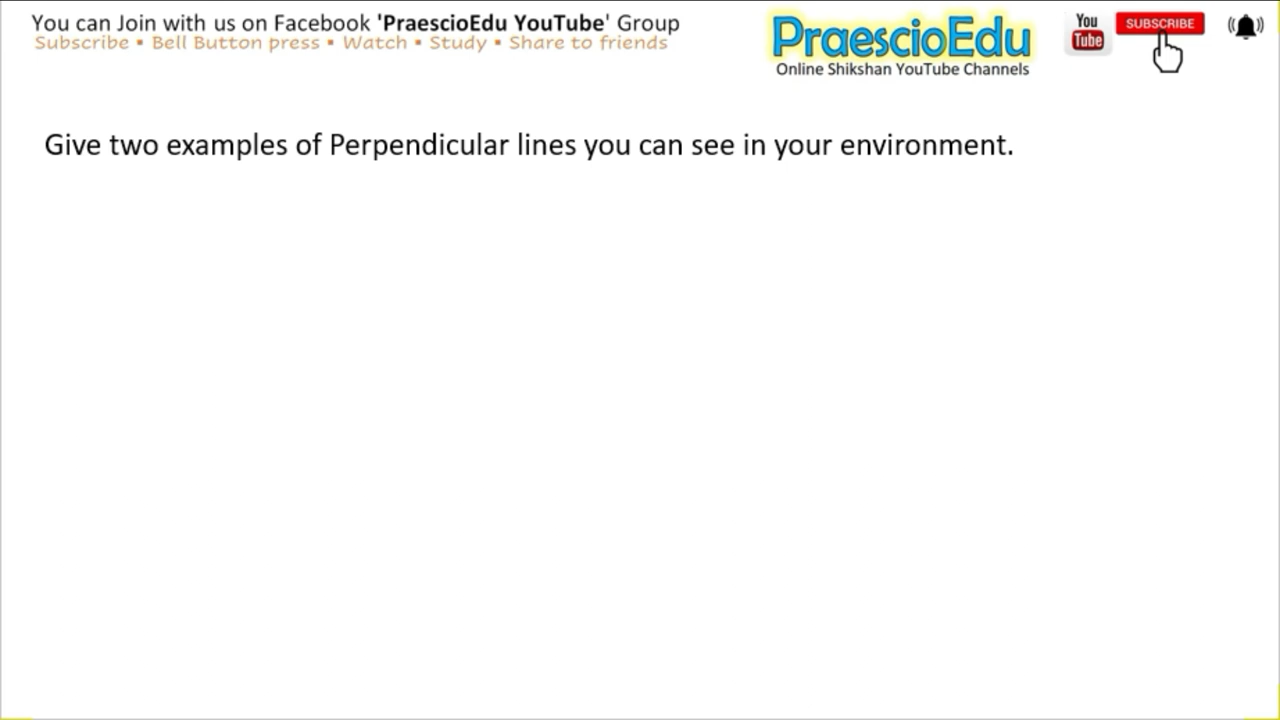 You can Join with us on Facebook 'PraescioEdu YouTube' Group
Subscribe ▪ Bell Button press ▪ Watch ▪ Study ▪ Share to friends
PraescioEdu
Online Shikshan YouTube Channels
You
Tube
SUBSCRIBE
Give two examples of Perpendicular lines you can see in your environment.